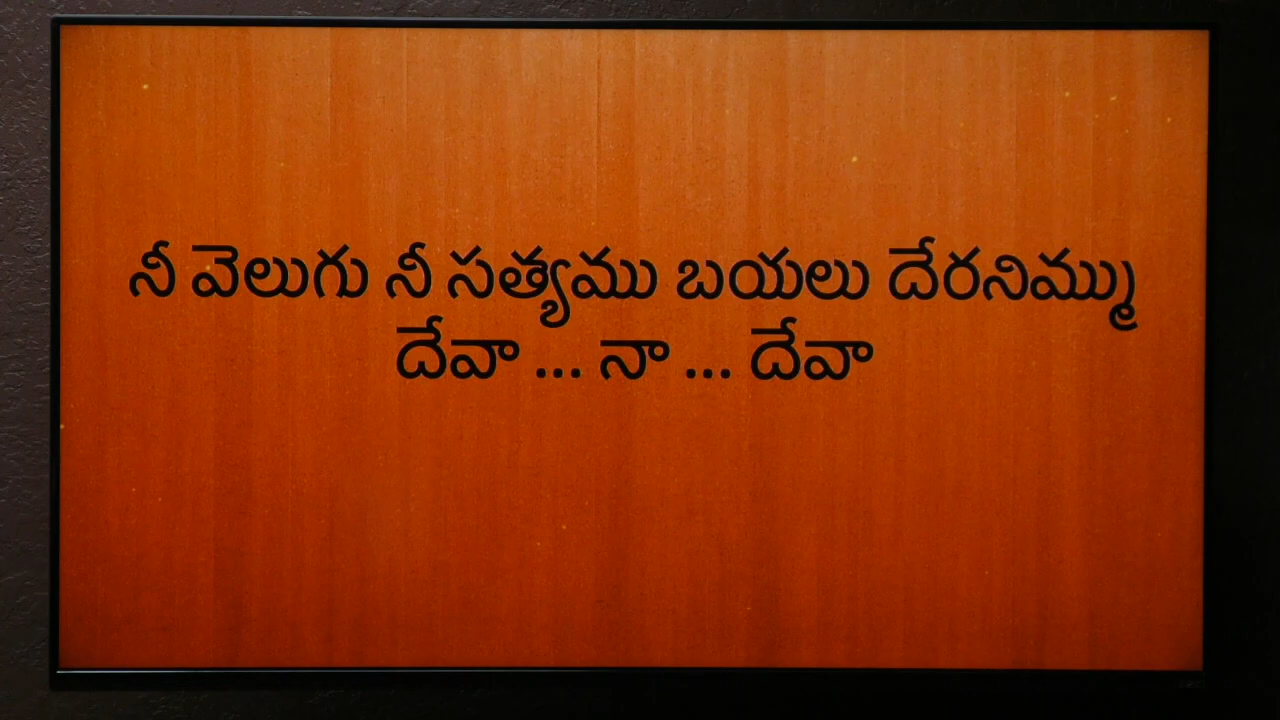 నీ వెలుగు నీ సత్యము బయలు దేరనిమ్ము
దేవా ... నా ... దేవా